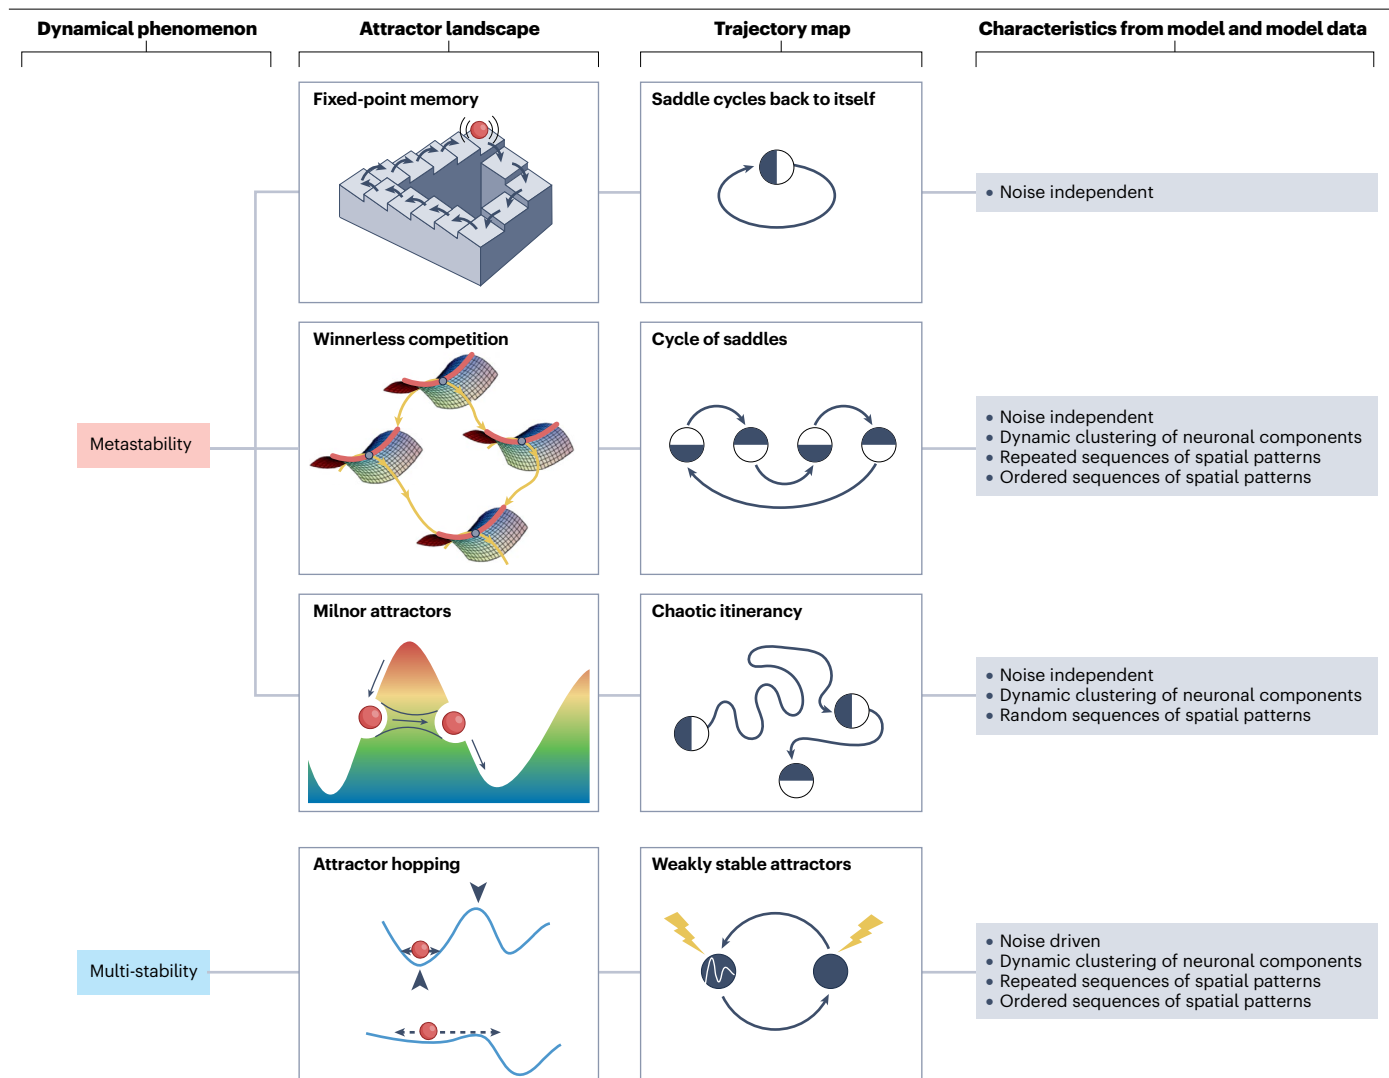 Dynamical phenomenon
Attractor landscape
Trajectory map
Characteristics from model and model data
Fixed-point memory
Saddle cycles back to itself
• Noise independent
Winnerless competition
Cycle of saddles
Metastability
• Noise independent
• Dynamic clustering of neuronal components
• Repeated sequences of spatial patterns
• Ordered sequences of spatial patterns
Milnor attractors
Chaotic itinerancy
• Noise independent
• Dynamic clustering of neuronal components
• Random sequences of spatial patterns
Attractor hopping
Weakly stable attractors
Multi-stability
• Noise driven
• Dynamic clustering of neuronal components
• Repeated sequences of spatial patterns
• Ordered sequences of spatial patterns